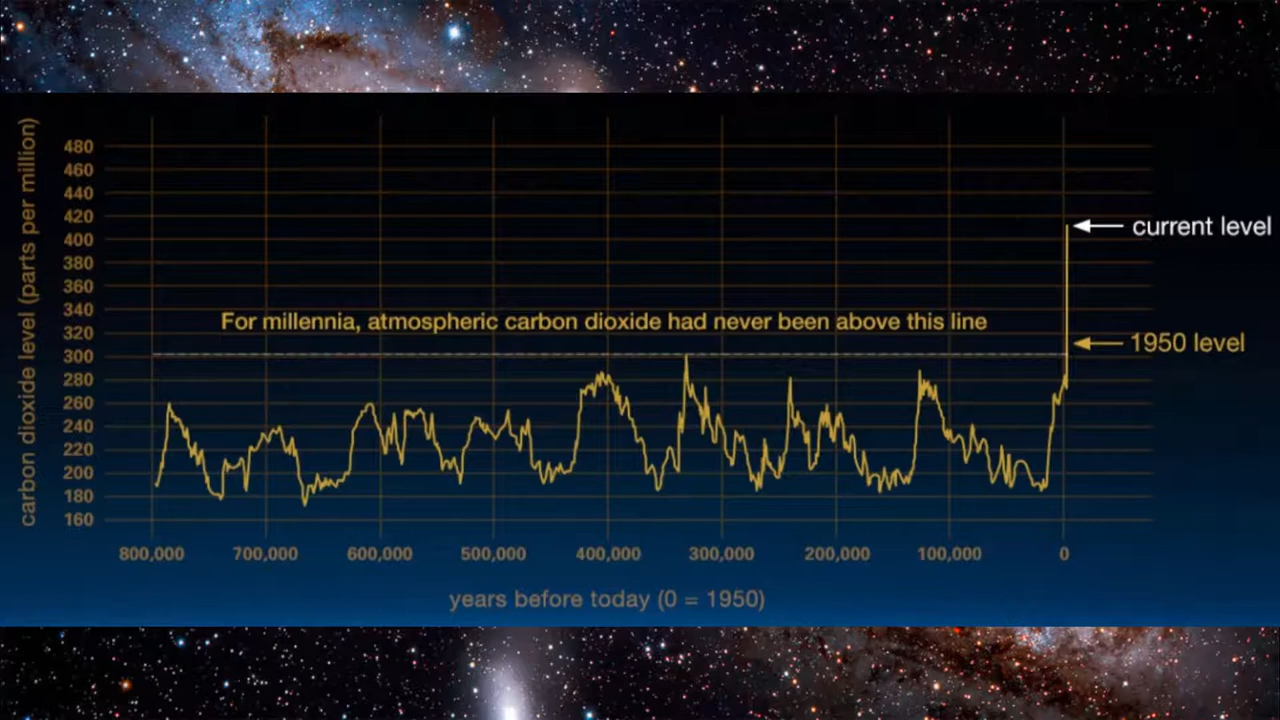 carbon dioxide level (parts per million)
480
460
440
420
400
380
360
340
320
300
280
260
240
220
200
180
160
current level
For millennia, atmospheric carbon dioxide had never been above this line
1950 level
800,000 700,000 600,000 500,000 400,000 300,000 200,000 100,000 0
years before today (0 = 1950)